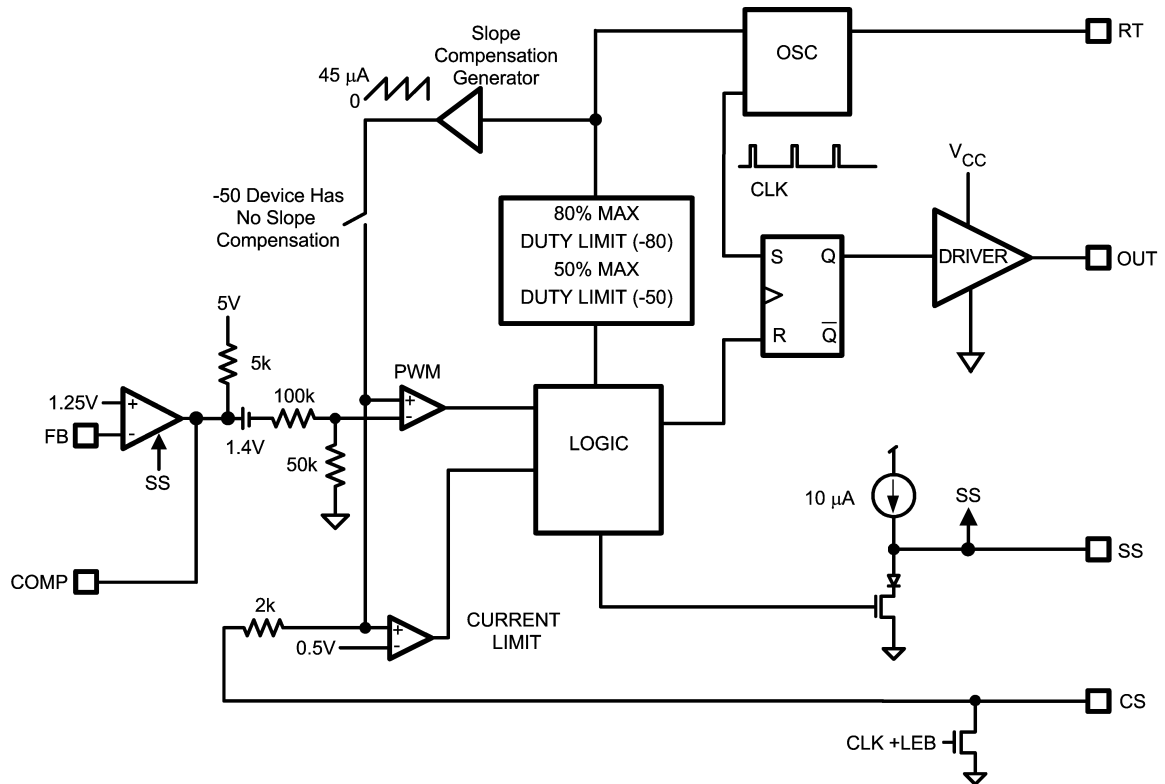 Slope
Compensation
Generator
OSC
RT
45 μA
0
CLK
VCC
-50 Device Has
No Slope
Compensation
80% MAX
DUTY LIMIT (-80)
50% MAX
DUTY LIMIT (-50)
S
Q
DRIVER
OUT
R
Q̅
5V
5k
PWM
1.25V
+
-
FB
SS
1.4V
100k
50k
+
-
LOGIC
10 μA
SS
SS
COMP
2k
+
-
0.5V
CURRENT
LIMIT
CS
CLK +LEB